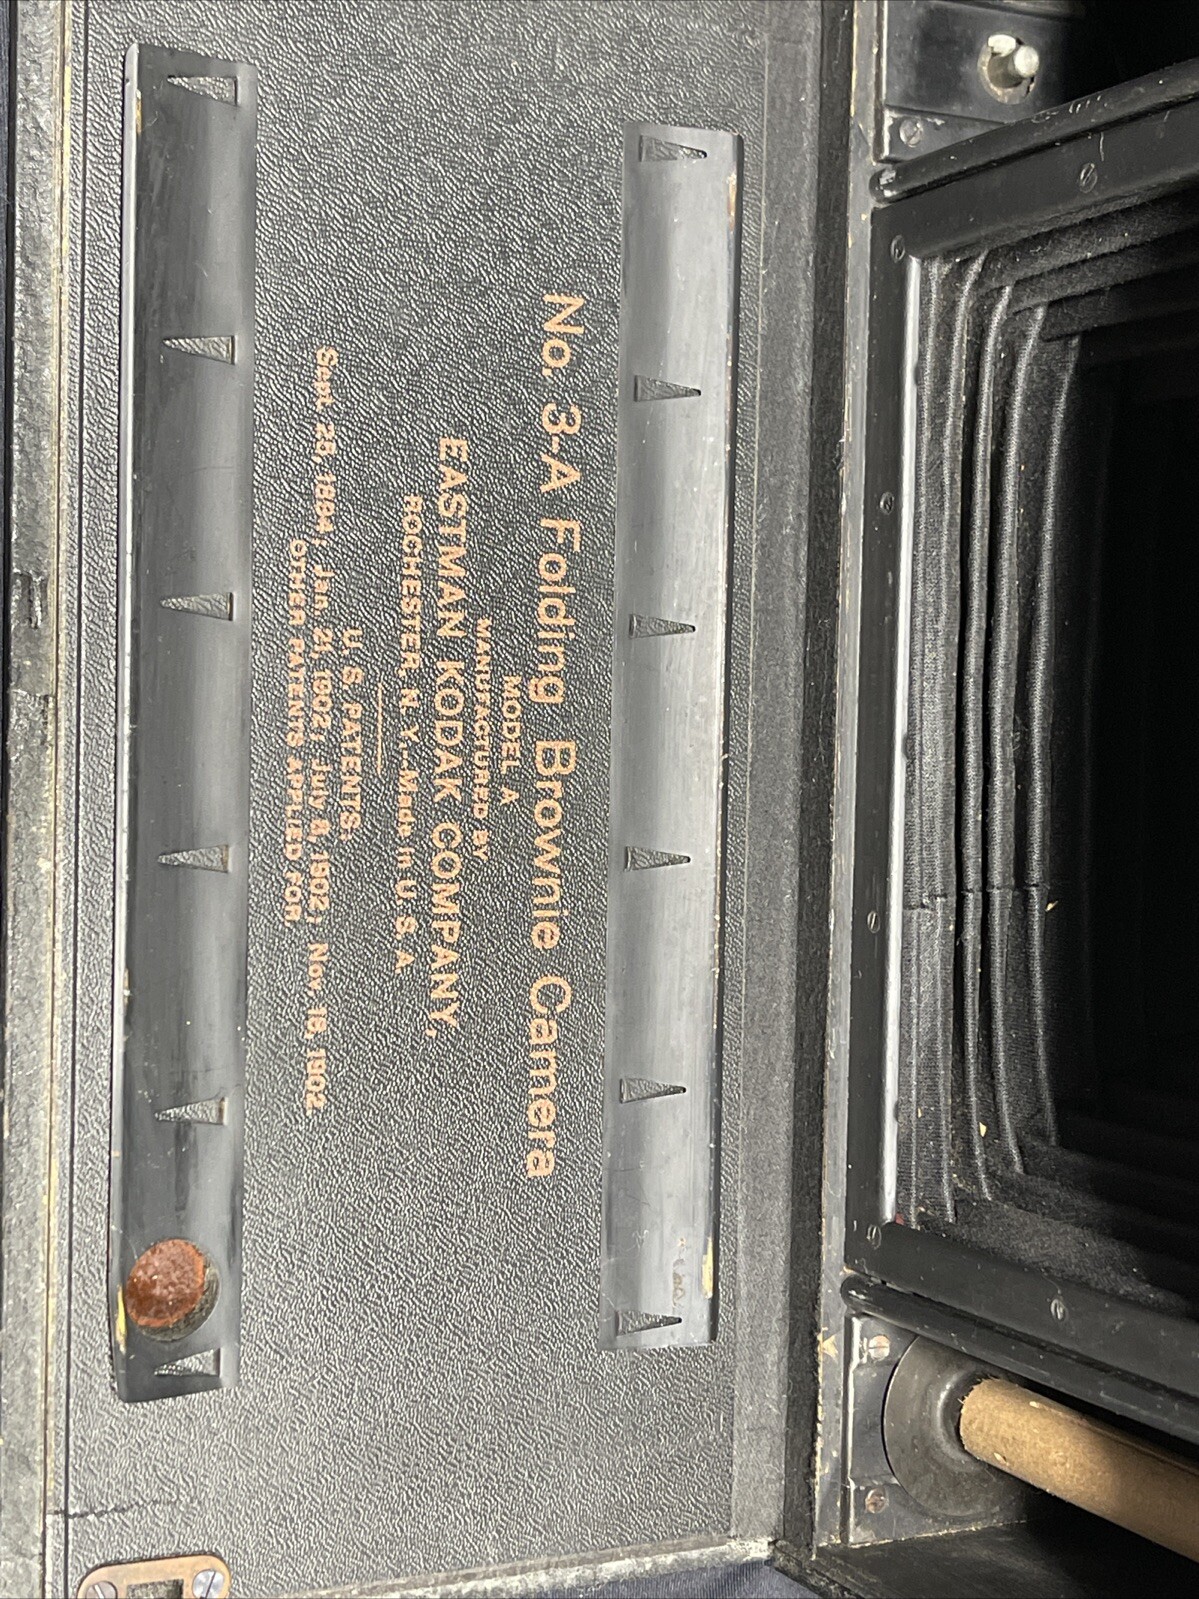 No. 3-A Folding Brownie Camera
MODEL A
MANUFACTURED BY
EASTMAN KODAK COMPANY,
ROCHESTER, N. Y., Made in U. S. A
U. S. PATENTS.
Sept. 25, 1894; Jan. 21, 1902; July 8, 1902; Nov. 18, 1902
OTHER PATENTS APPLIED FOR